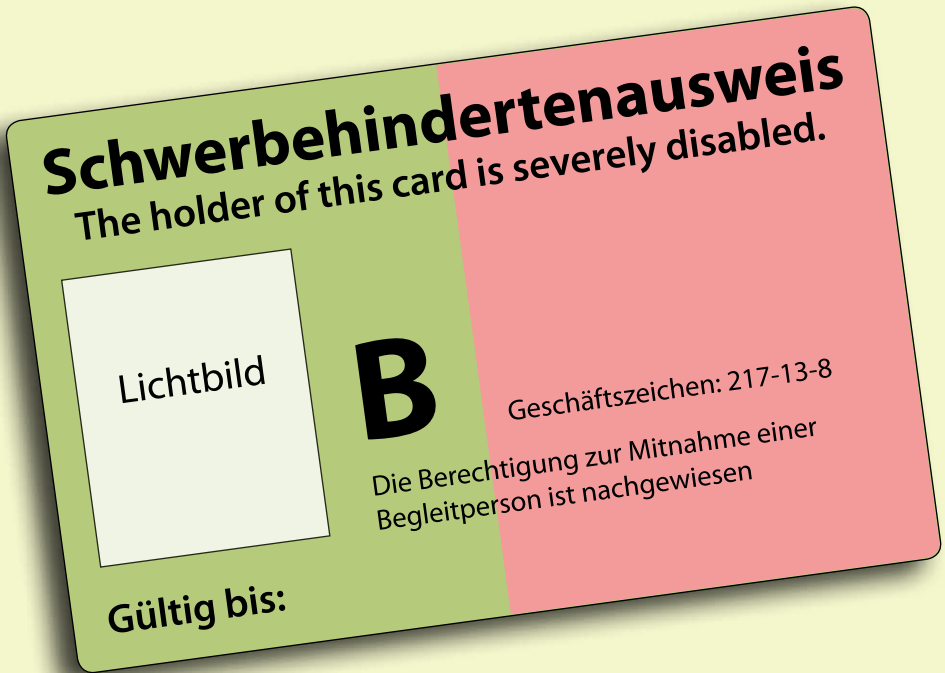 Schwerbehindertenausweis
The holder of this card is severely disabled.
Lichtbild
B
Geschäftszeichen: 217-13-8
Die Berechtigung zur Mitnahme einer
Begleitperson ist nachgewiesen
Gültig bis: